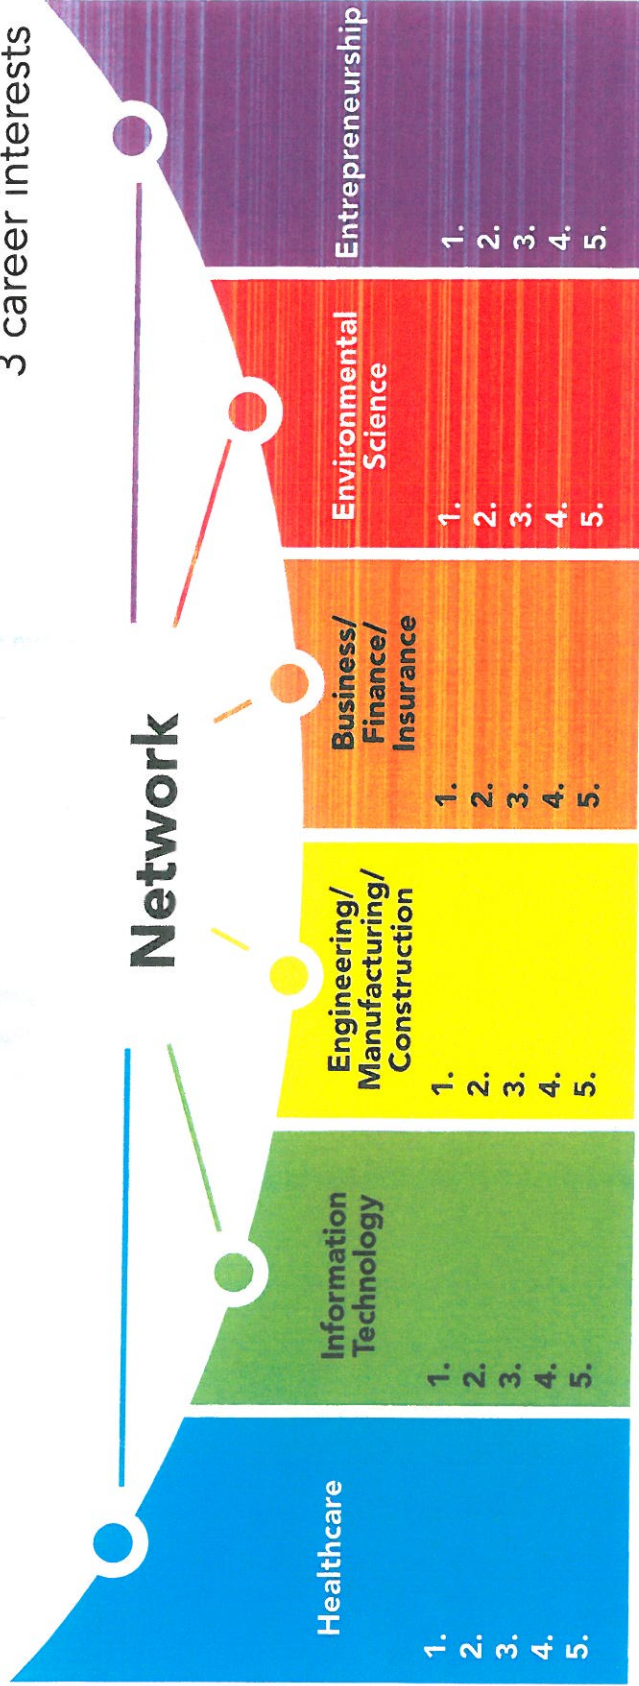 3 career interests
Network
Healthcare
1.
2.
3.
4.
5.
Information
Technology
1.
2.
3.
4.
5.
Engineering/
Manufacturing/
Construction
1.
2.
3.
4.
5.
Business/
Finance/
Insurance
1.
2.
3.
4.
5.
Environmental
Science
1.
2.
3.
4.
5.
Entrepreneurship
1.
2.
3.
4.
5.